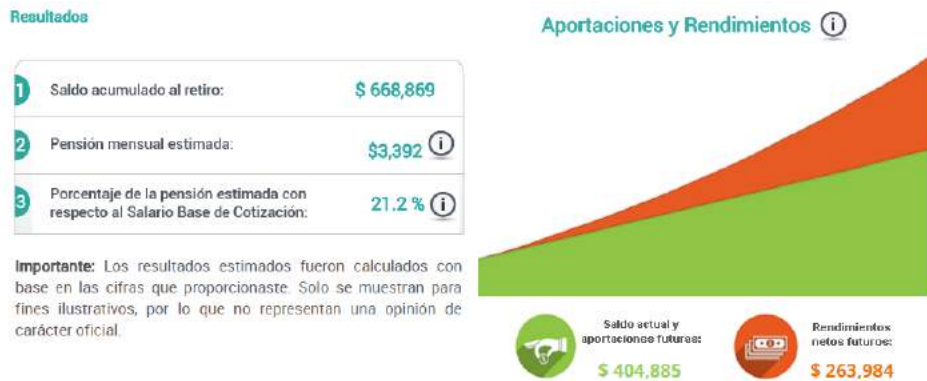 Resultados
1 Saldo acumulado al retiro: $ 668,869
2 Pensión mensual estimada: $3,392 i
3 Porcentaje de la pensión estimada con
respecto al Salario Base de Cotización: 21.2 % i
Importante: Los resultados estimados fueron calculados con
base en las cifras que proporcionaste. Solo se muestran para
fines ilustrativos, por lo que no representan una opinión de
carácter oficial.
Aportaciones y Rendimientos i
Saldo actual y
aportaciones futuras:
$ 404,885
Rendimientos
netos futuros:
$ 263,984